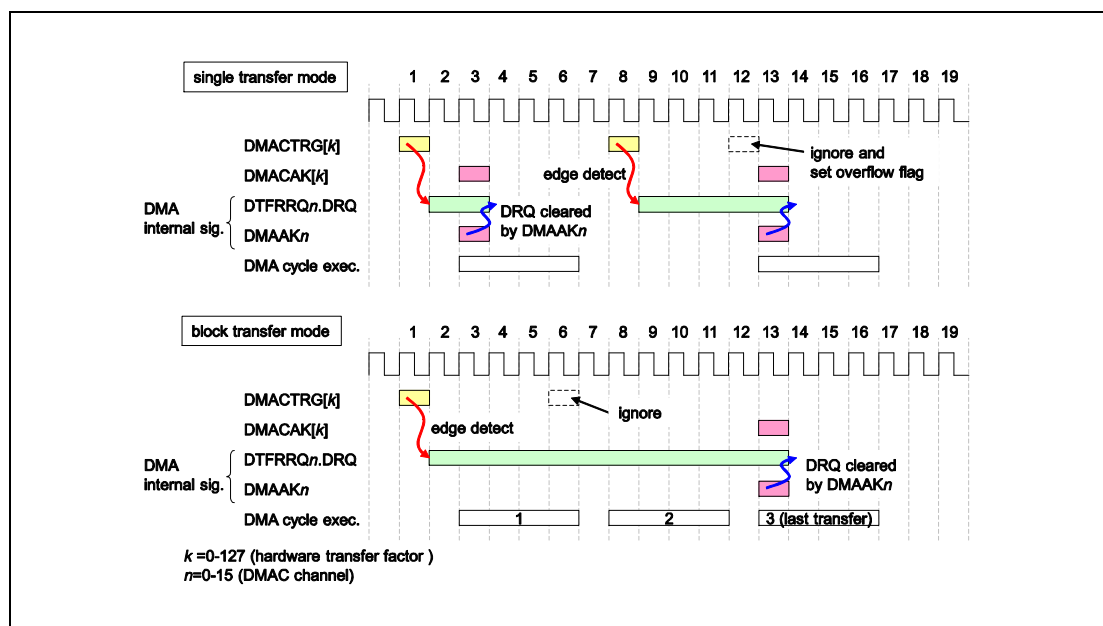 single transfer mode
1 2 3 4 5 6 7 8 9 10 11 12 13 14 15 16 17 18 19
DMACTRG[k]
ignore and
set overflow flag
DMACAK[k]
edge detect
DMA
internal sig.
DTFRRQn.DRQ
DRQ cleared
by DMAAKn
DMAAKn
DMA cycle exec.
block transfer mode
1 2 3 4 5 6 7 8 9 10 11 12 13 14 15 16 17 18 19
DMACTRG[k]
ignore
DMACAK[k]
edge detect
DMA
internal sig.
DTFRRQn.DRQ
DRQ cleared
by DMAAKn
DMAAKn
DMA cycle exec.
1 2 3 (last transfer)
k =0-127 (hardware transfer factor )
n=0-15 (DMAC channel)